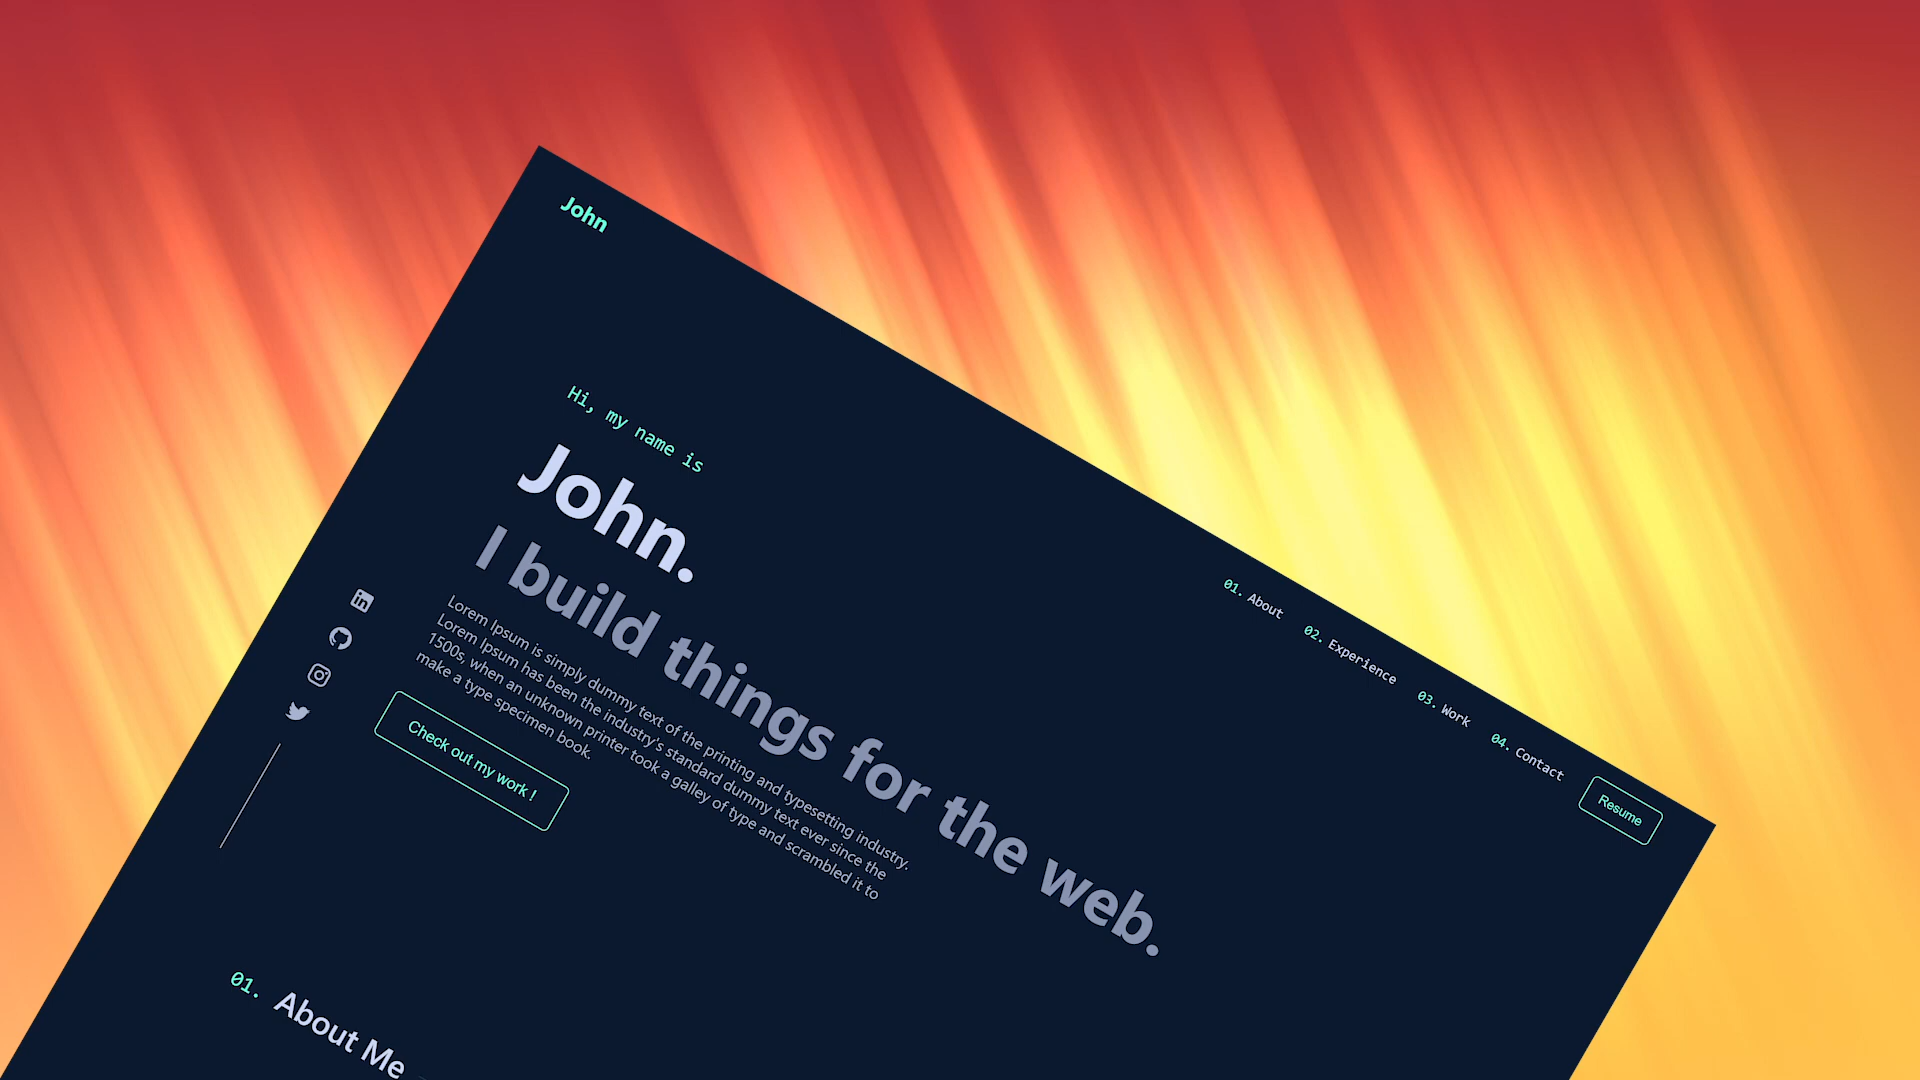 John
01. About 02. Experience 03. Work 04. Contact Resume
Hi, my name is
John.
I build things for the web.
Lorem Ipsum is simply dummy text of the printing and typesetting industry.
Lorem Ipsum has been the industry's standard dummy text ever since the
1500s, when an unknown printer took a galley of type and scrambled it to
make a type specimen book.
Check out my work !
01. About Me